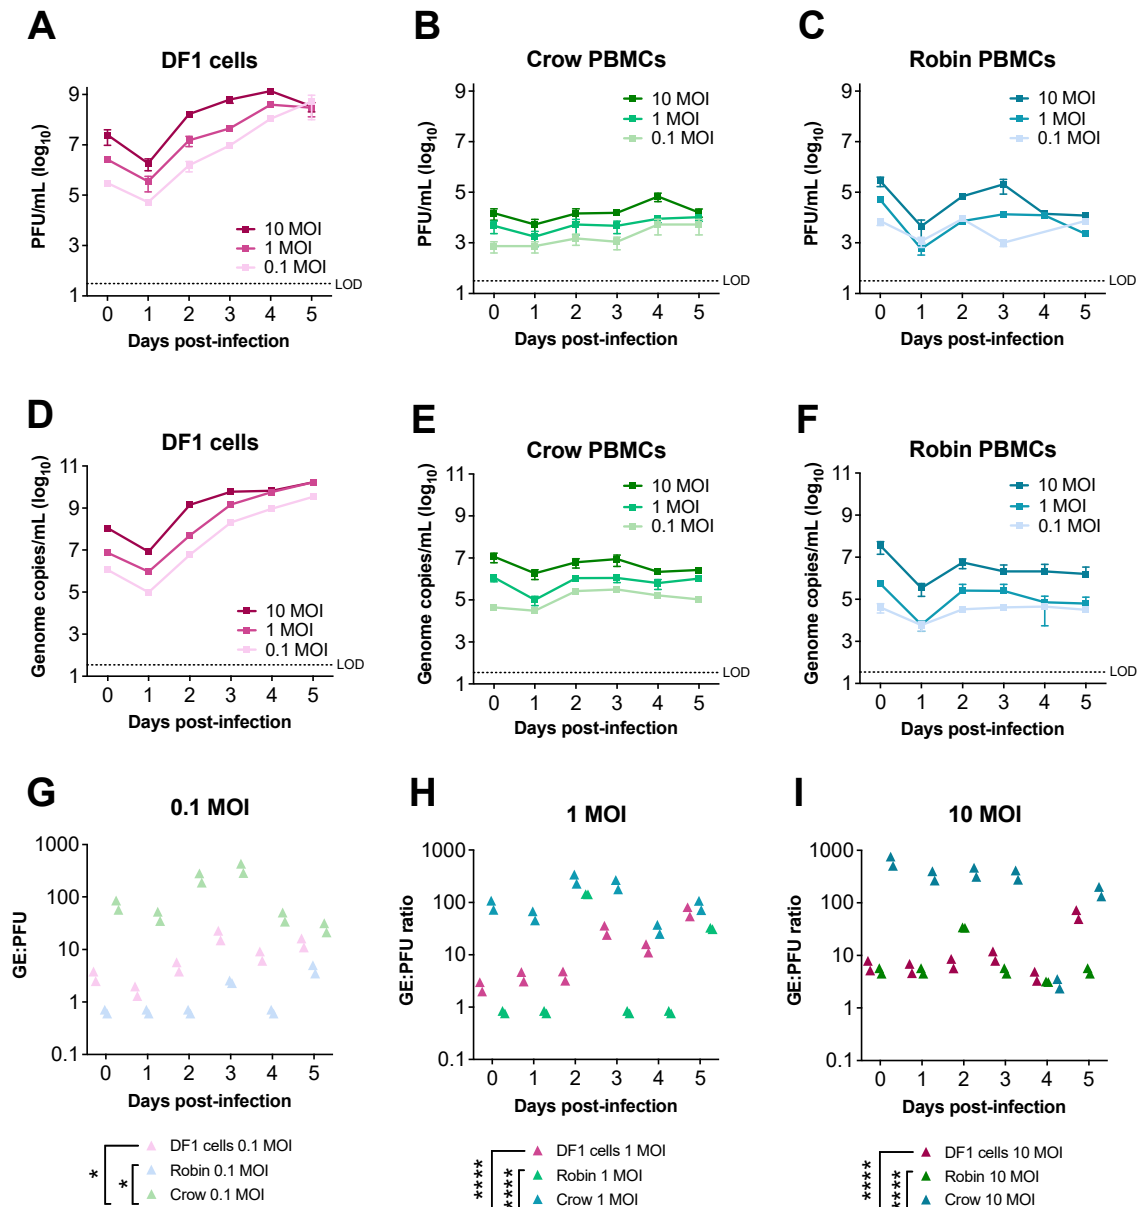 A
DF1 cells
PFU/mL (log10)
9
7
5
3
1
10 MOI
1 MOI
0.1 MOI
LOD
0 1 2 3 4 5
Days post-infection
B
Crow PBMCs
PFU/mL (log10)
9
7
5
3
1
10 MOI
1 MOI
0.1 MOI
LOD
0 1 2 3 4 5
Days post-infection
C
Robin PBMCs
PFU/mL (log10)
9
7
5
3
1
10 MOI
1 MOI
0.1 MOI
LOD
0 1 2 3 4 5
Days post-infection
D
DF1 cells
Genome copies/mL (log10)
11
9
7
5
3
1
10 MOI
1 MOI
0.1 MOI
LOD
0 1 2 3 4 5
Days post-infection
E
Crow PBMCs
Genome copies/mL (log10)
11
9
7
5
3
1
10 MOI
1 MOI
0.1 MOI
LOD
0 1 2 3 4 5
Days post-infection
F
Robin PBMCs
Genome copies/mL (log10)
11
9
7
5
3
1
10 MOI
1 MOI
0.1 MOI
LOD
0 1 2 3 4 5
Days post-infection
G
0.1 MOI
GE:PFU
1000
100
10
1
0.1
0 1 2 3 4 5
Days post-infection
* * DF1 cells 0.1 MOI
Robin 0.1 MOI
Crow 0.1 MOI
H
1 MOI
GE:PFU ratio
1000
100
10
1
0.1
0 1 2 3 4 5
Days post-infection
**** **** DF1 cells 1 MOI
Robin 1 MOI
Crow 1 MOI
I
10 MOI
GE:PFU ratio
1000
100
10
1
0.1
0 1 2 3 4 5
Days post-infection
**** **** DF1 cells 10 MOI
Robin 10 MOI
Crow 10 MOI